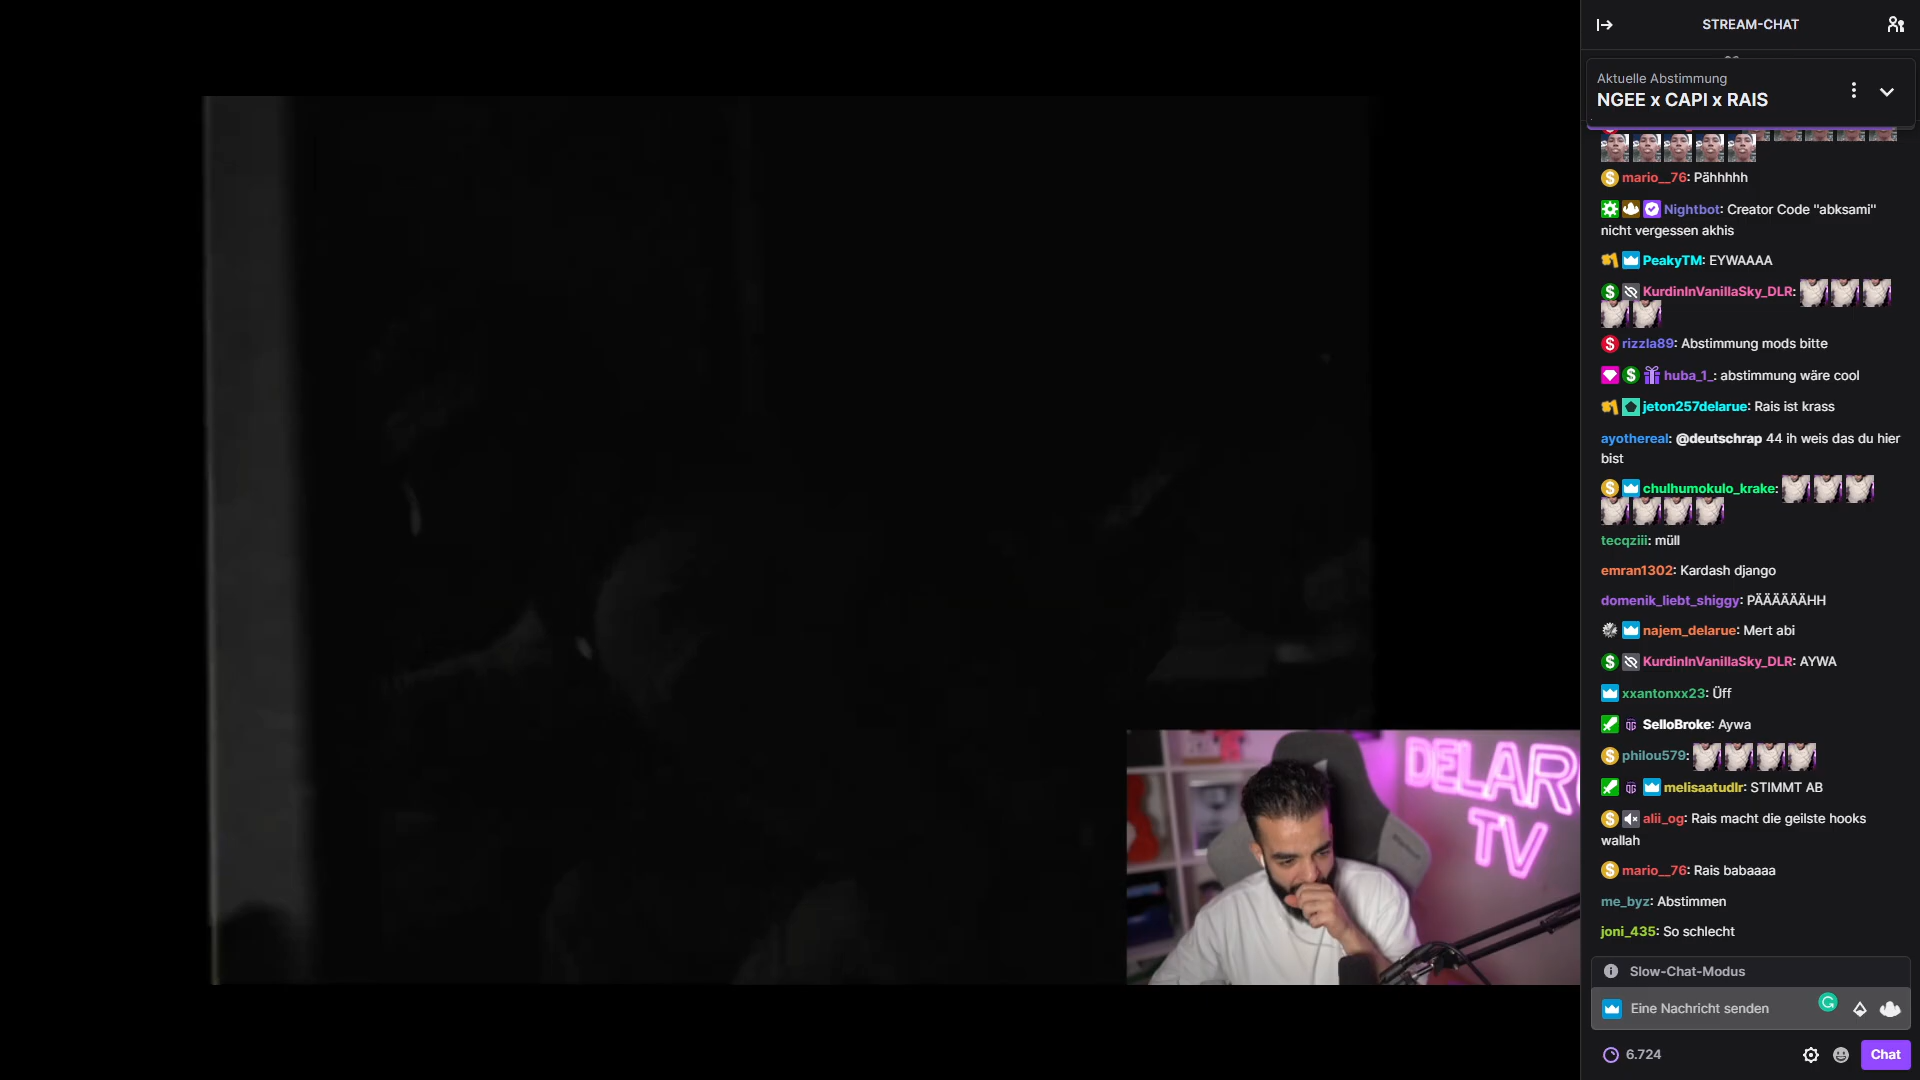 STREAM-CHAT
Aktuelle Abstimmung
NGEE x CAPI x RAIS
mario__76: Pähhhhh
Nightbot: Creator Code "abksami"
nicht vergessen akhis
PeakyTM: EYWAAAA
KurdinInVanillaSky_DLR:
rizzla89: Abstimmung mods bitte
huba_1_: abstimmung wäre cool
jeton257delarue: Rais ist krass
ayothereal: @deutschrap 44 ih weis das du hier
bist
chulhumokulo_krake:
tecqziii: müll
emran1302: Kardash django
domenik_liebt_shiggy: PÄÄÄÄÄÄHH
najem_delarue: Mert abi
KurdinInVanillaSky_DLR: AYWA
xxantonxx23: Üff
SelloBroke: Aywa
philou579:
melisaatudlr: STIMMT AB
alii_og: Rais macht die geilste hooks
wallah
mario__76: Rais babaaaa
me_byz: Abstimmen
joni_435: So schlecht
Slow-Chat-Modus
Eine Nachricht senden
6.724
Chat
DELAR
TV